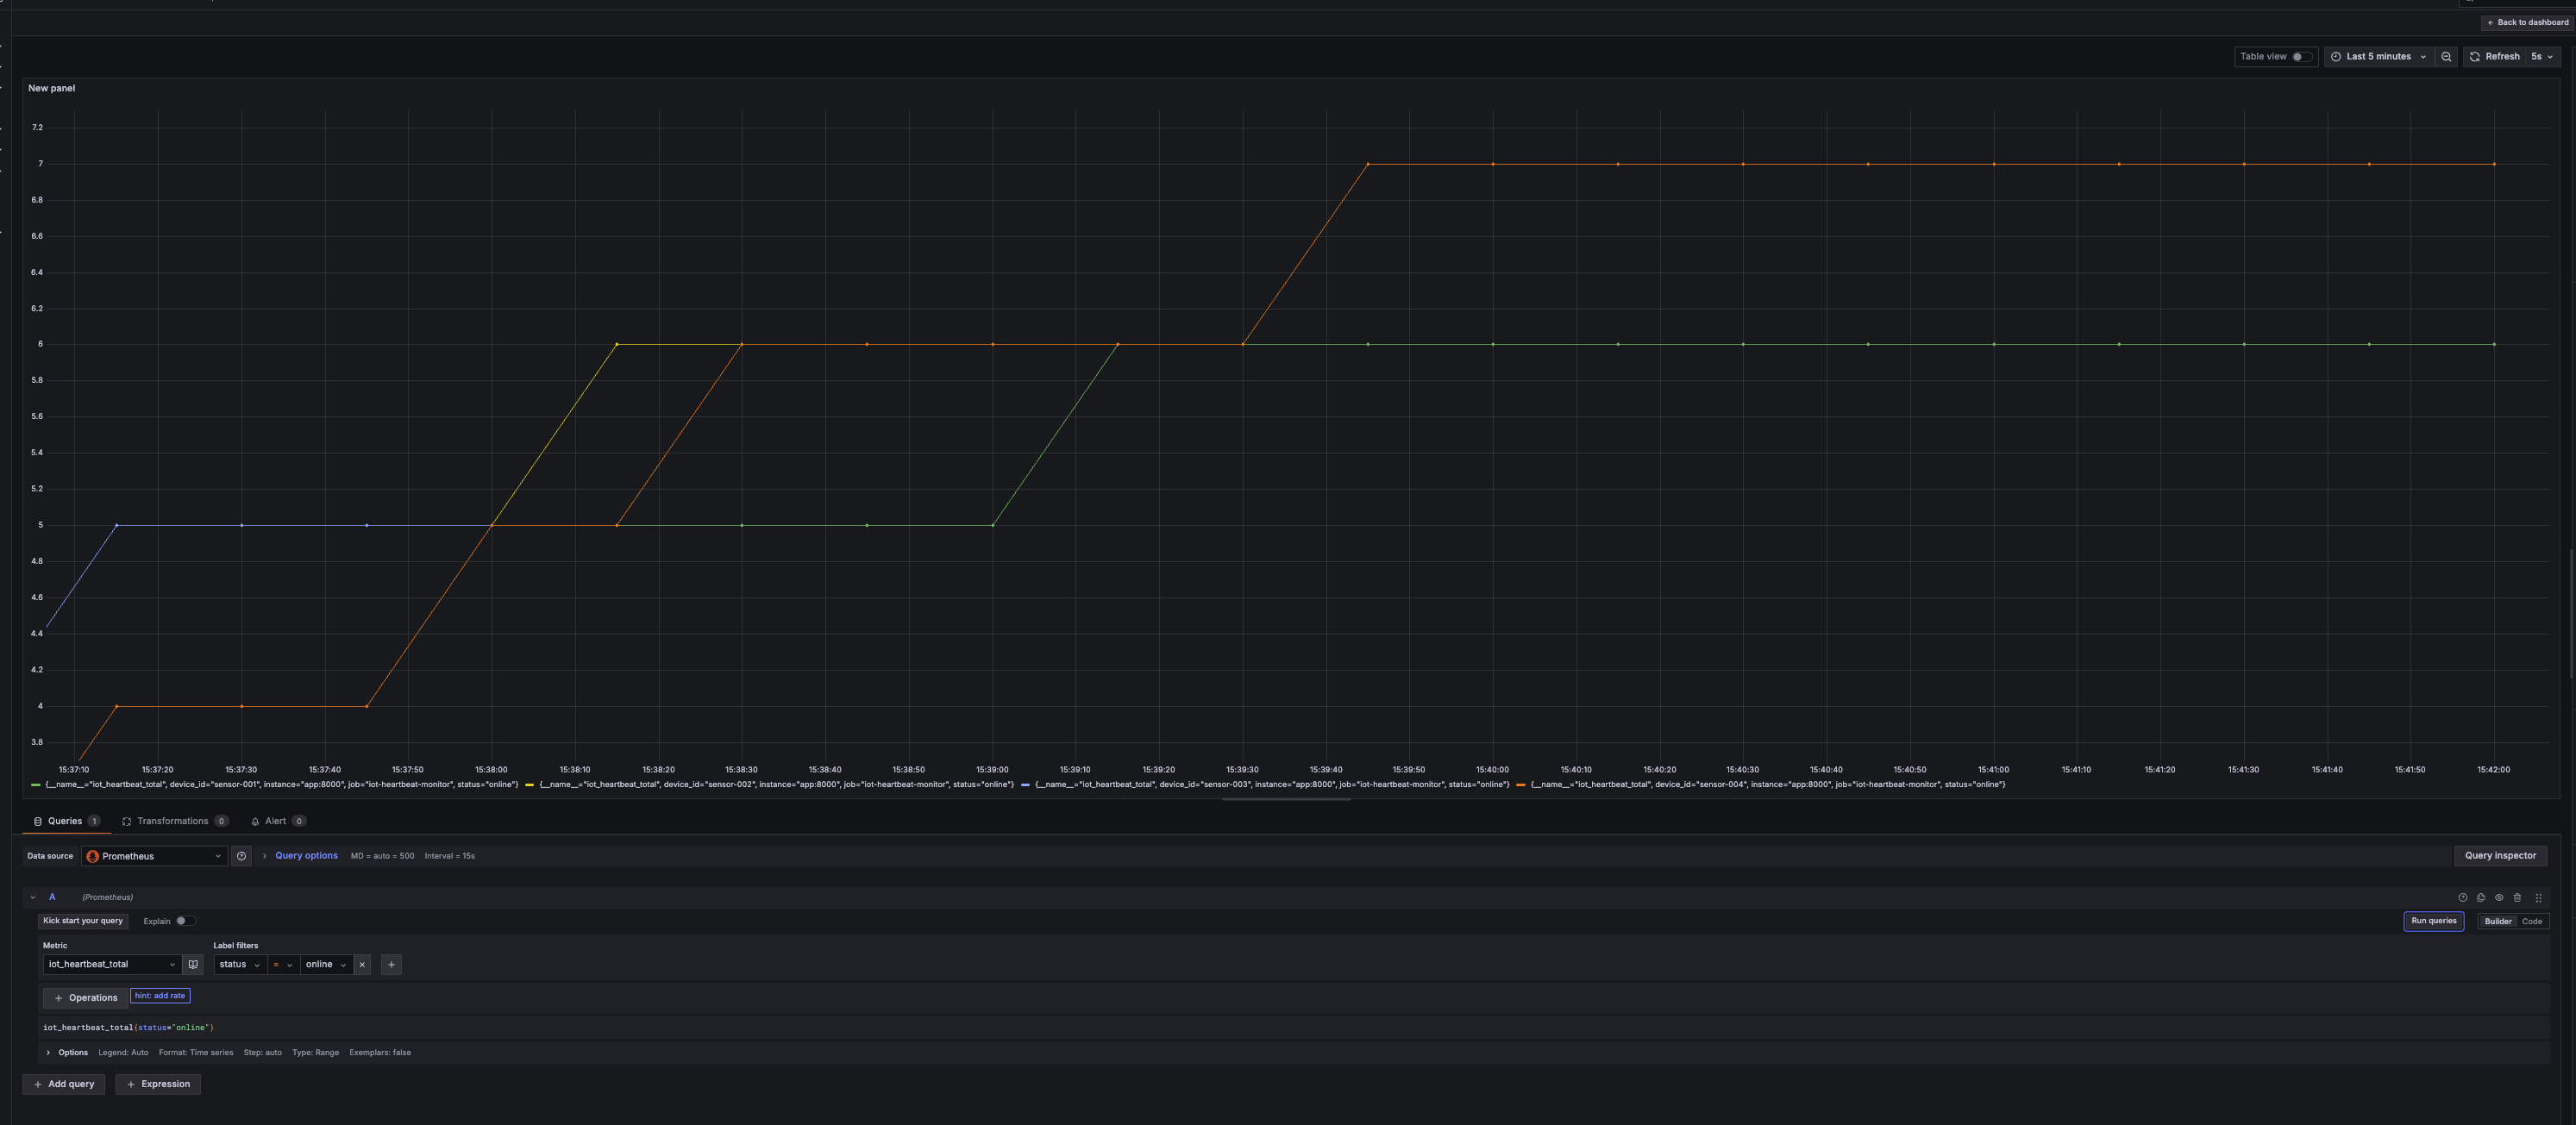 Back to dashboard
Table view Last 5 minutes Refresh 5s
New panel
7.2
7
6.8
6.6
6.4
6.2
6
5.8
5.6
5.4
5.2
5
4.8
4.6
4.4
4.2
4
3.8
15:37:10 15:37:20 15:37:30 15:37:40 15:37:50 15:38:00 15:38:10 15:38:20 15:38:30 15:38:40 15:38:50 15:39:00 15:39:10 15:39:20 15:39:30 15:39:40 15:39:50 15:40:00 15:40:10 15:40:20 15:40:30 15:40:40 15:40:50 15:41:00 15:41:10 15:41:20 15:41:30 15:41:40 15:41:50 15:42:00
{__name__="iot_heartbeat_total", device_id="sensor-001", instance="app:8000", job="iot-heartbeat-monitor", status="online"} {__name__="iot_heartbeat_total", device_id="sensor-002", instance="app:8000", job="iot-heartbeat-monitor", status="online"} {__name__="iot_heartbeat_total", device_id="sensor-003", instance="app:8000", job="iot-heartbeat-monitor", status="online"} {__name__="iot_heartbeat_total", device_id="sensor-004", instance="app:8000", job="iot-heartbeat-monitor", status="online"}
Queries 1 Transformations 0 Alert 0
Data source Prometheus Query options MD = auto = 500 Interval = 15s Query inspector
A (Prometheus)
Kick start your query Explain Run queries Builder Code
Metric Label filters
iot_heartbeat_total status = online
+ Operations hint: add rate
iot_heartbeat_total{status="online"}
Options Legend: Auto Format: Time series Step: auto Type: Range Exemplars: false
+ Add query + Expression